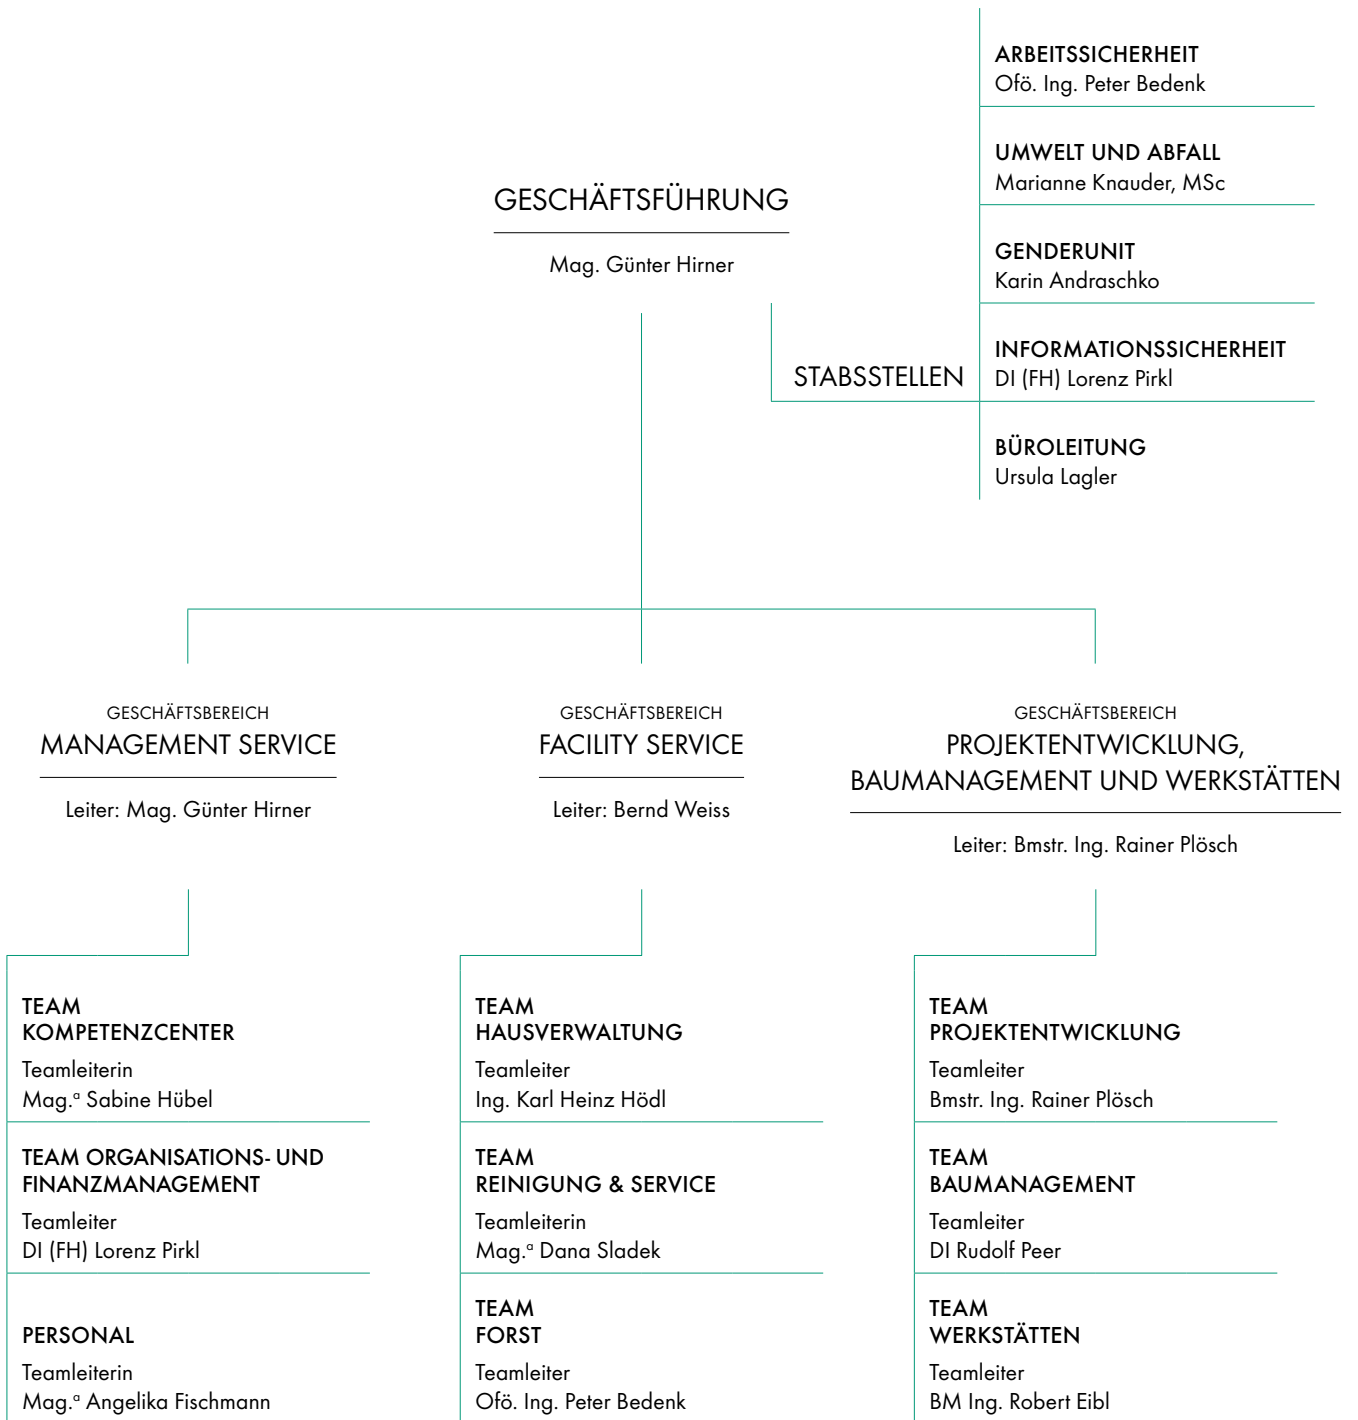 GESCHÄFTSFÜHRUNG
Mag. Günter Hirner
STABSSTELLEN
ARBEITSSICHERHEIT
Ofö. Ing. Peter Bedenk
UMWELT UND ABFALL
Marianne Knauder, MSc
GENDERUNIT
Karin Andraschko
INFORMATIONSSICHERHEIT
DI (FH) Lorenz Pirkl
BÜROLEITUNG
Ursula Lagler
GESCHÄFTSBEREICH
MANAGEMENT SERVICE
Leiter: Mag. Günter Hirner
TEAM
KOMPETENZCENTER
Teamleiterin
Mag.ª Sabine Hübel
TEAM ORGANISATIONS- UND
FINANZMANAGEMENT
Teamleiter
DI (FH) Lorenz Pirkl
PERSONAL
Teamleiterin
Mag.ª Angelika Fischmann
GESCHÄFTSBEREICH
FACILITY SERVICE
Leiter: Bernd Weiss
TEAM
HAUSVERWALTUNG
Teamleiter
Ing. Karl Heinz Hödl
TEAM
REINIGUNG & SERVICE
Teamleiterin
Mag.ª Dana Sladek
TEAM
FORST
Teamleiter
Ofö. Ing. Peter Bedenk
GESCHÄFTSBEREICH
PROJEKTENTWICKLUNG,
BAUMANAGEMENT UND WERKSTÄTTEN
Leiter: Bmstr. Ing. Rainer Plösch
TEAM
PROJEKTENTWICKLUNG
Teamleiter
Bmstr. Ing. Rainer Plösch
TEAM
BAUMANAGEMENT
Teamleiter
DI Rudolf Peer
TEAM
WERKSTÄTTEN
Teamleiter
BM Ing. Robert Eibl